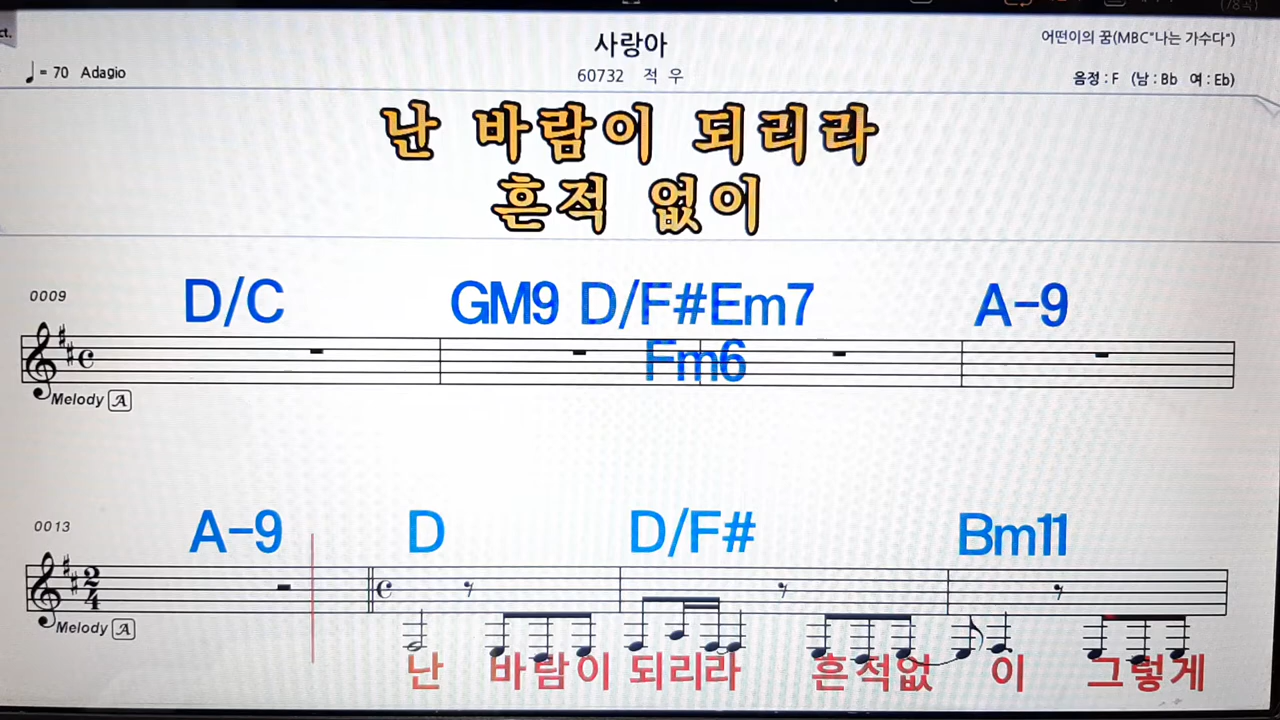 ct.
사랑아
어떤이의 꿈(MBC"나는 가수다")
♩= 70 Adagio
60732 적 우
음정 : F (남 : Bb 여 : Eb)
난 바람이 되리라
흔적 없이
0009
D/C GM9 D/F#Em7 A-9
Fm6
Melody A
0013
A-9 D D/F# Bm11
2/4
Melody A
난 바람이 되리라 흔적없 이 그렇게